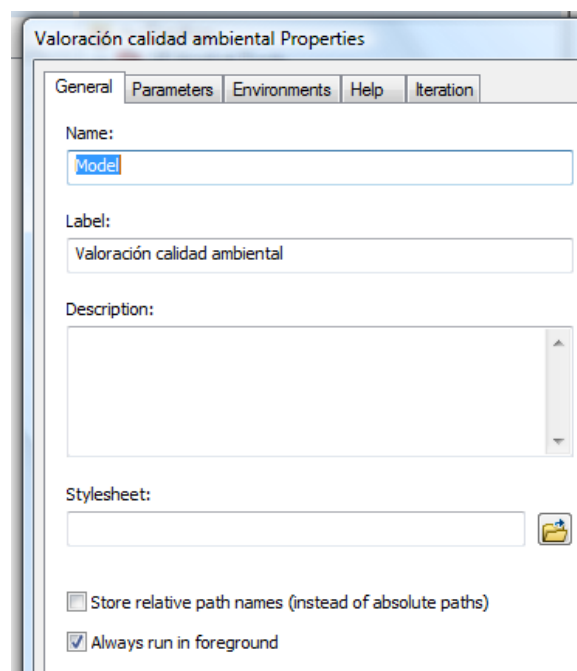 Valoración calidad ambiental Properties
General Parameters Environments Help Iteration
Name:
Model
Label:
Valoración calidad ambiental
Description:
Stylesheet:
Store relative path names (instead of absolute paths)
Always run in foreground